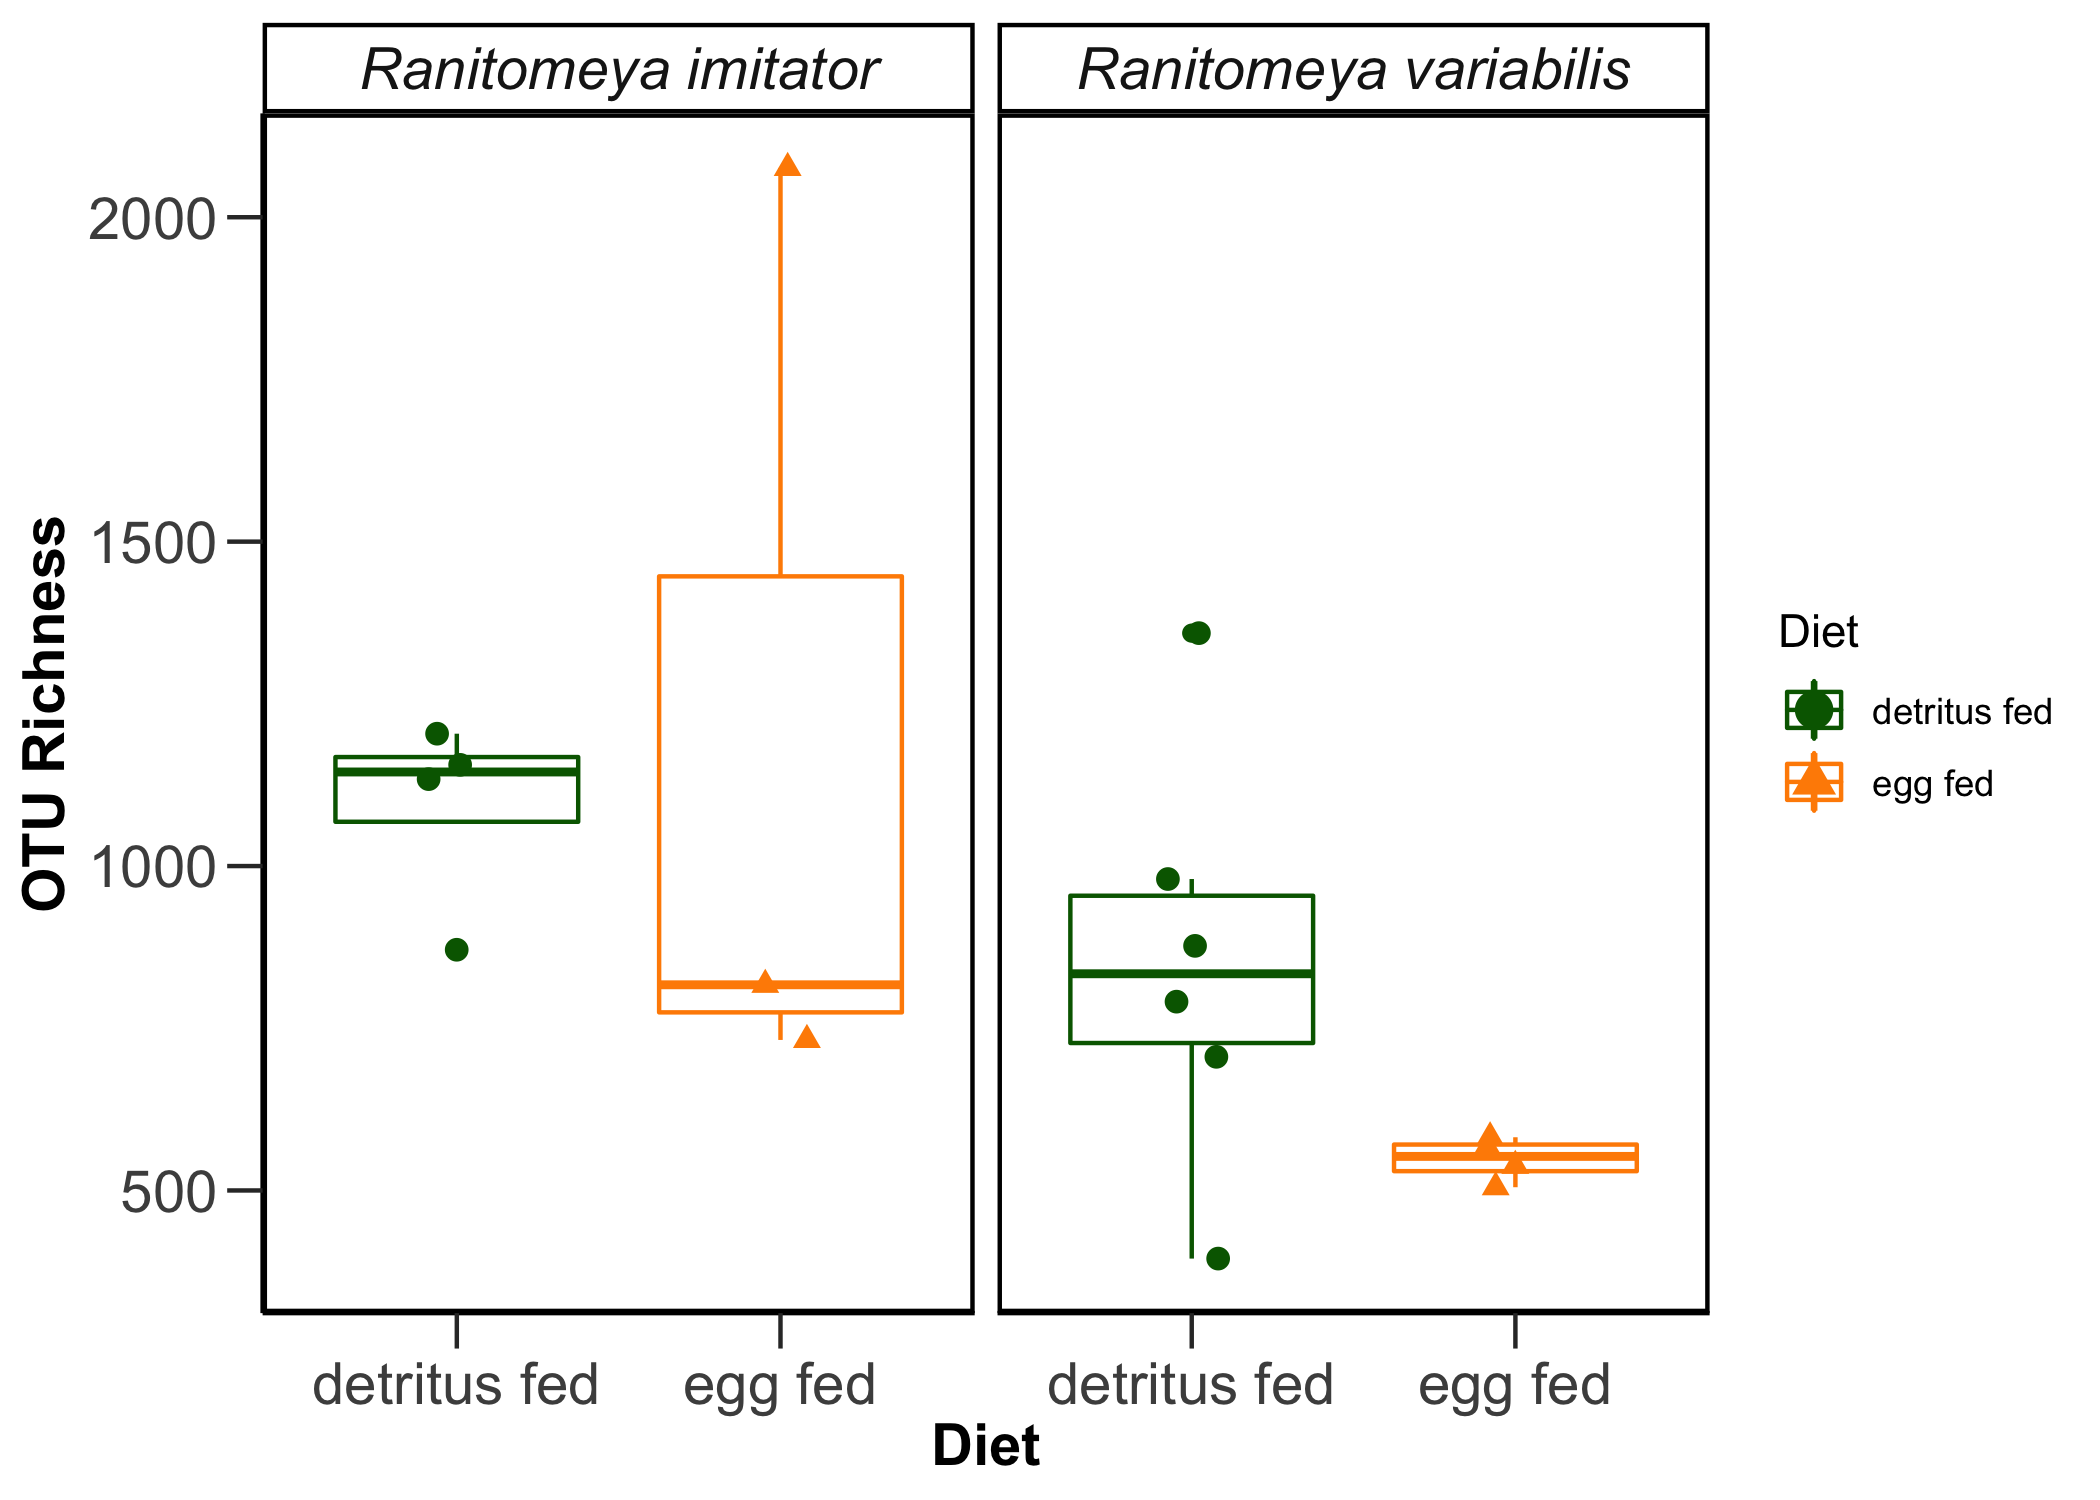 Ranitomeya imitator
Ranitomeya variabilis
2000
1500
1000
500
OTU Richness
detritus fed
egg fed
detritus fed
egg fed
Diet
Diet
detritus fed
egg fed